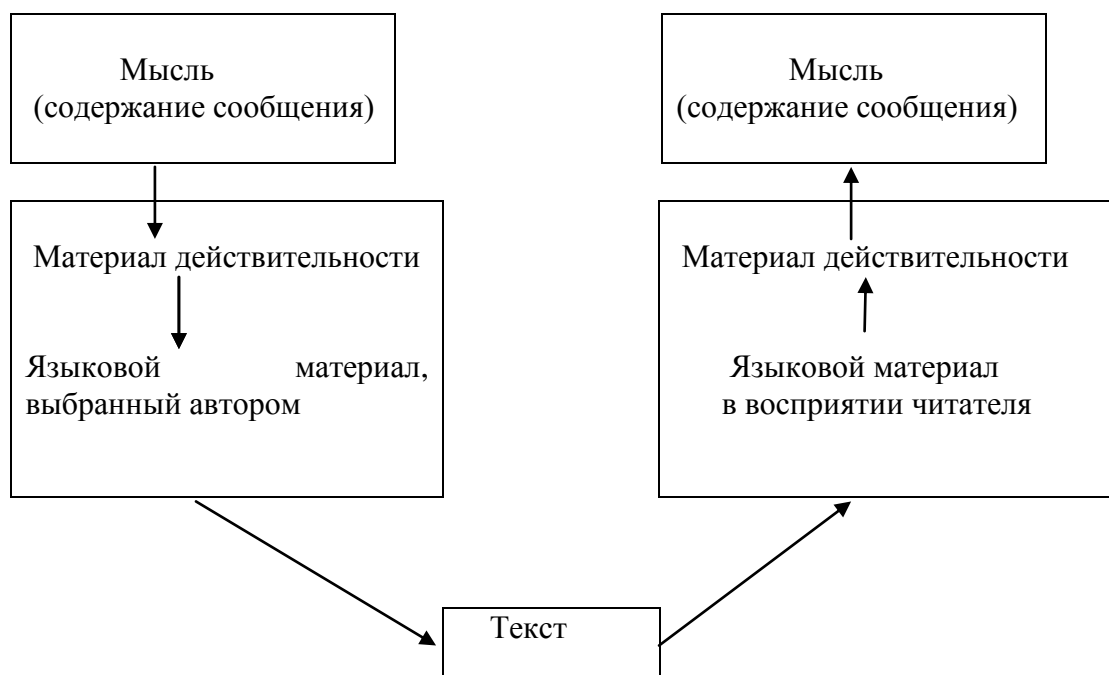 Мысль
(содержание сообщения)
Материал действительности
Языковой материал,
выбранный автором
Мысль
(содержание сообщения)
Материал действительности
Языковой материал
в восприятии читателя
Текст